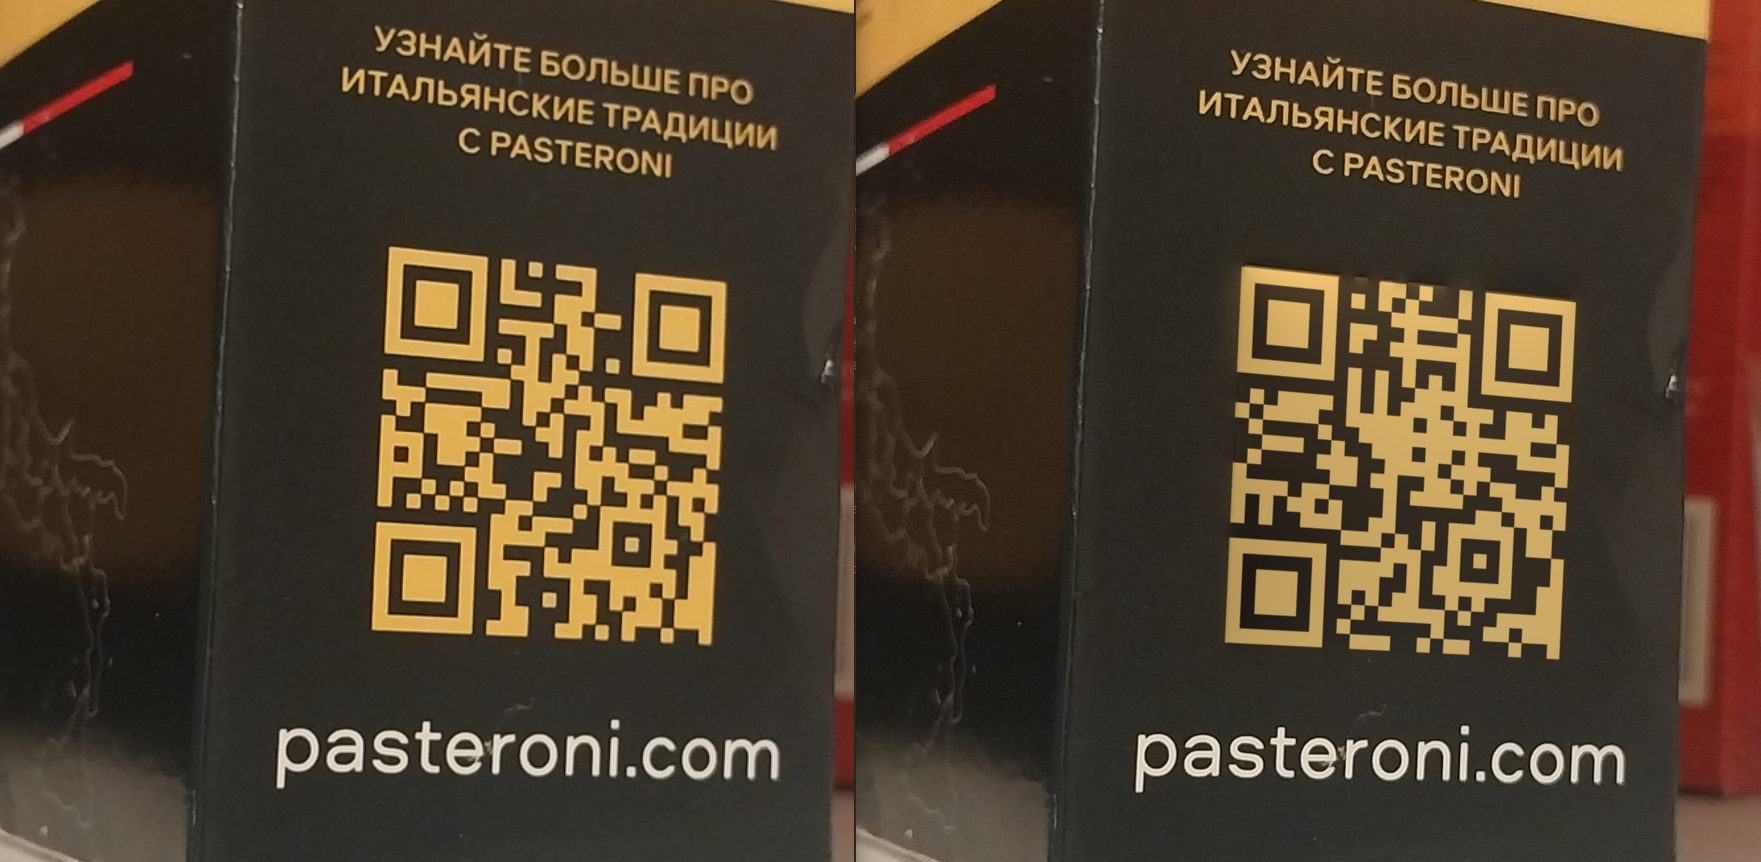 УЗНАЙТЕ БОЛЬШЕ ПРО
ИТАЛЬЯНСКИЕ ТРАДИЦИИ
С PASTERONI
pasteroni.com
УЗНАЙТЕ БОЛЬШЕ ПРО
ИТАЛЬЯНСКИЕ ТРАДИЦИИ
С PASTERONI
pasteroni.com